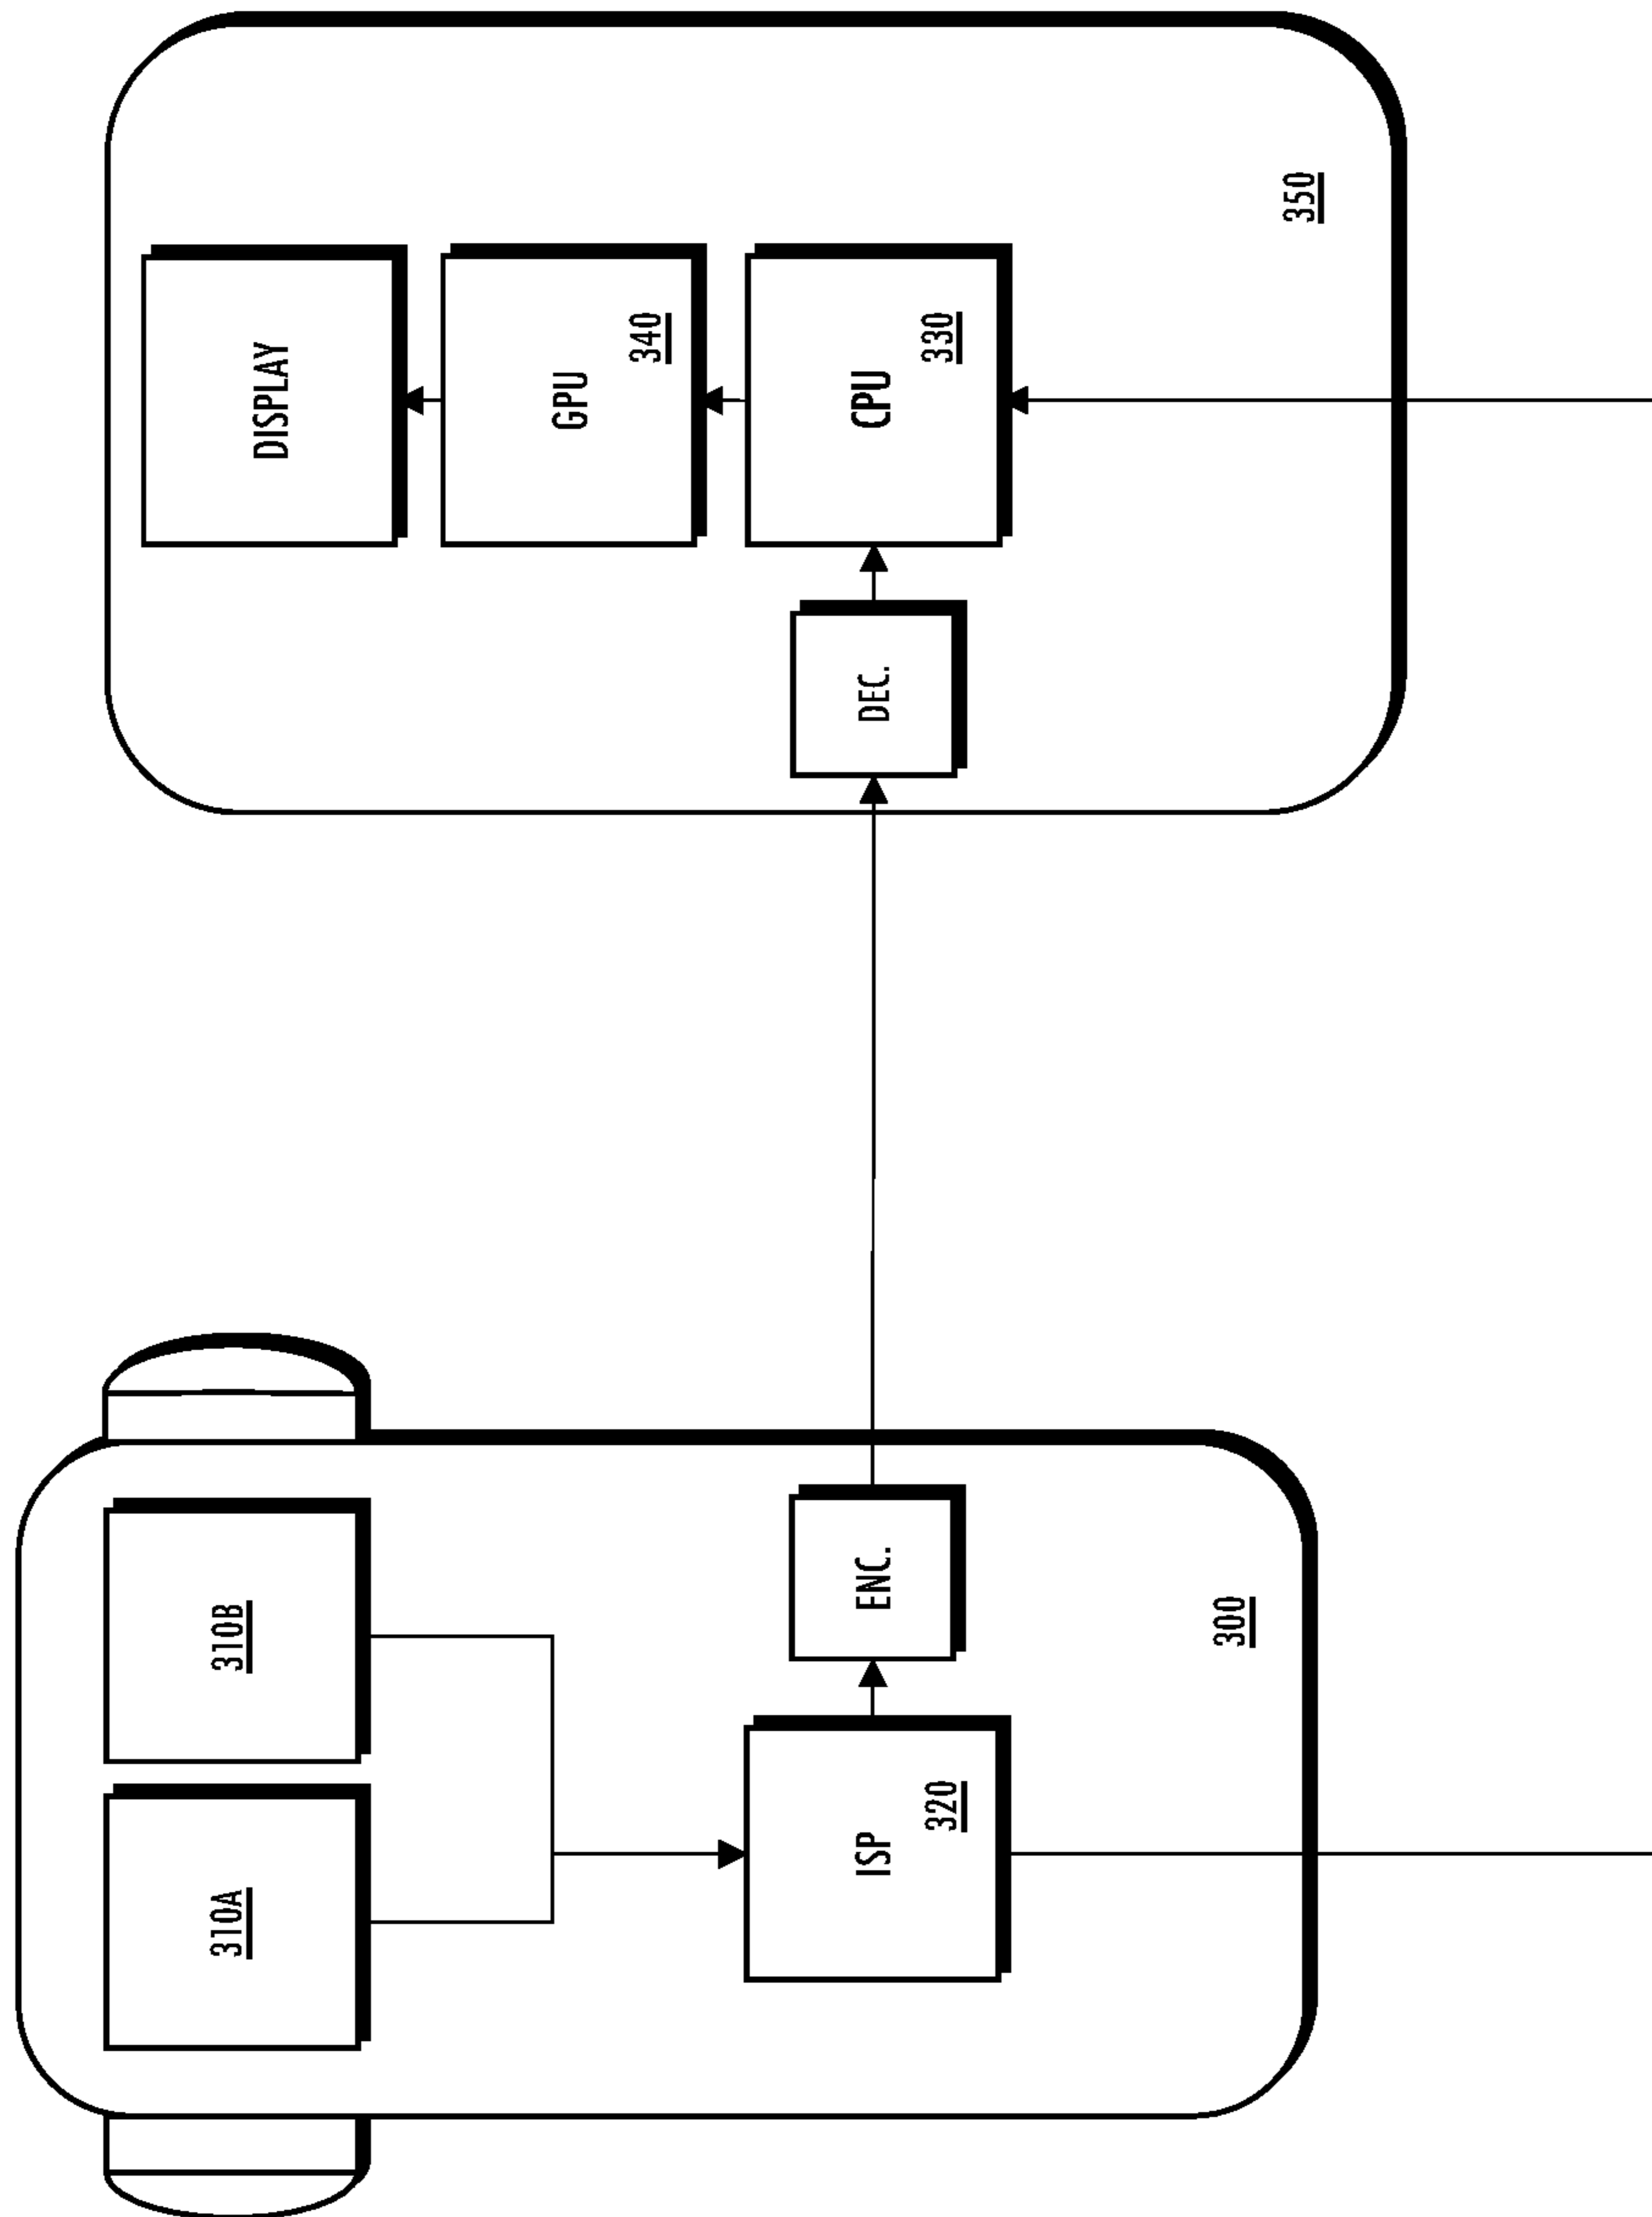 310A
310B
ISP
320
ENC.
300
DISPLAY
GPU
340
DEC.
CPU
330
350